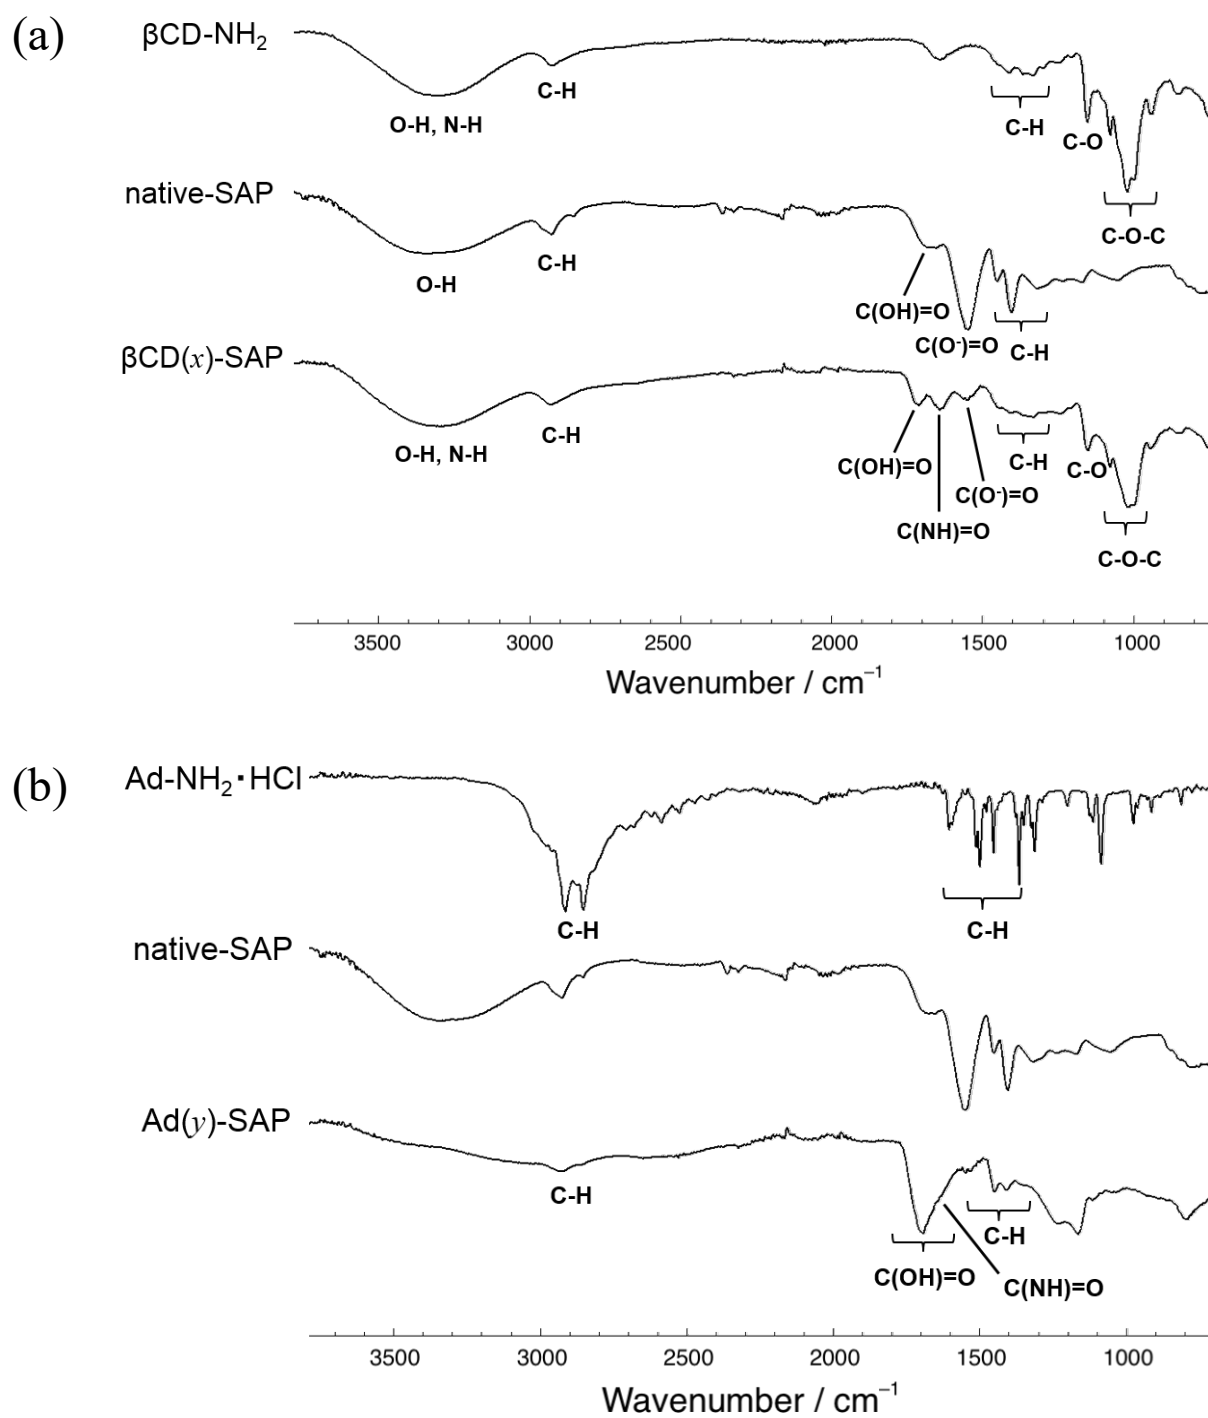 (a)
βCD-NH₂
C-H
O-H, N-H
C-H
C-O
C-O-C
native-SAP
C-H
O-H
C(OH)=O
C(O⁻)=O
C-H
βCD(x)-SAP
C-H
O-H, N-H
C(OH)=O
C-H
C-O
C(O⁻)=O
C(NH)=O
C-O-C
3500 3000 2500 2000 1500 1000
Wavenumber / cm⁻¹
(b)
Ad-NH₂·HCl
C-H
C-H
native-SAP
Ad(y)-SAP
C-H
C-H
C(OH)=O
C(NH)=O
3500 3000 2500 2000 1500 1000
Wavenumber / cm⁻¹